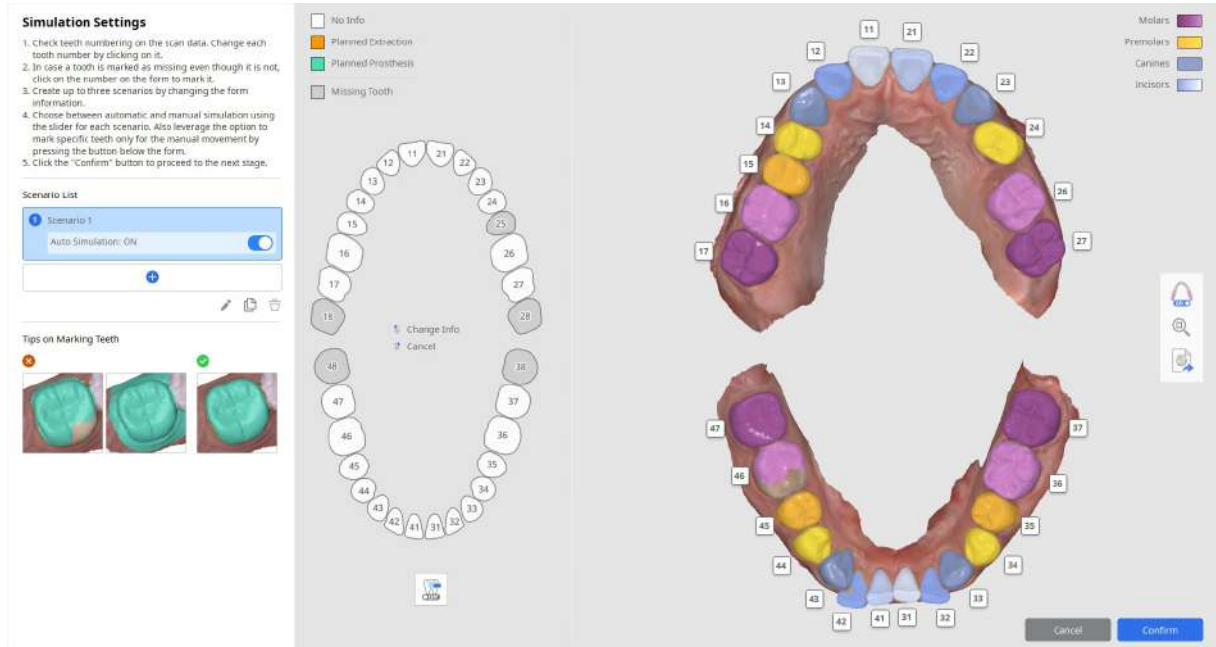 Simulation Settings
1. Check teeth numbering on the scan data. Change each
tooth number by clicking on it.
2. In case a tooth is marked as missing even though it is not,
click on the number on the form to mark it.
3. Create up to three scenarios by changing the form
information.
4. Choose between automatic and manual simulation using
the slider for each scenario. Also leverage the option to
mark specific teeth only for the manual movement by
pressing the button below the form.
5. Click the "Confirm" button to proceed to the next stage.
Scenario List
1 Scenario 1
Auto Simulation: ON
Tips on Marking Teeth
No Info
Planned Extraction
Planned Prosthesis
Missing Tooth
11 21
12 22
13 23
14 24
15 25
16 26
17 27
18 28
Change Info
Cancel
48 38
47 37
46 36
45 35
44 34
43 33
42 41 31 32
Molars
Premolars
Canines
Incisors
11 21
12 22
13 23
14 24
15
16 26
17 27
47 37
46 36
45 35
44 34
43 33
42 41 31 32
Cancel Confirm